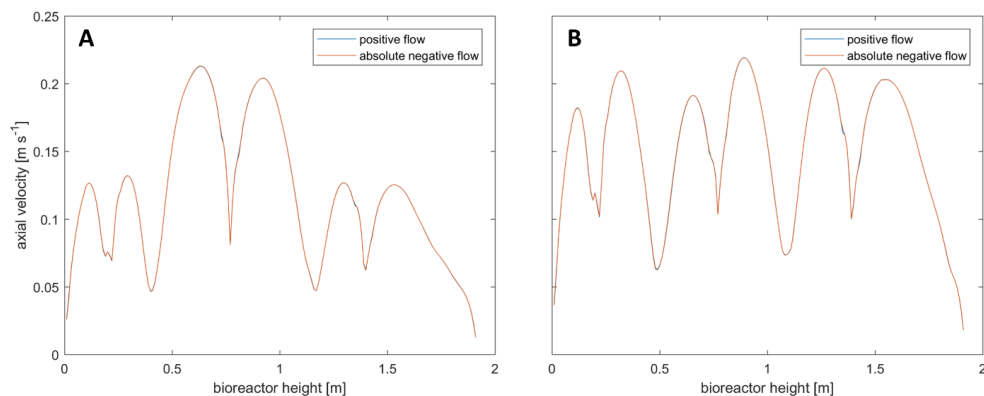 A
B
positive flow
absolute negative flow
positive flow
absolute negative flow
axial velocity [m s⁻¹]
0.25
0.2
0.15
0.1
0.05
0
0 0.5 1 1.5 2
0 0.5 1 1.5 2
bioreactor height [m]
bioreactor height [m]